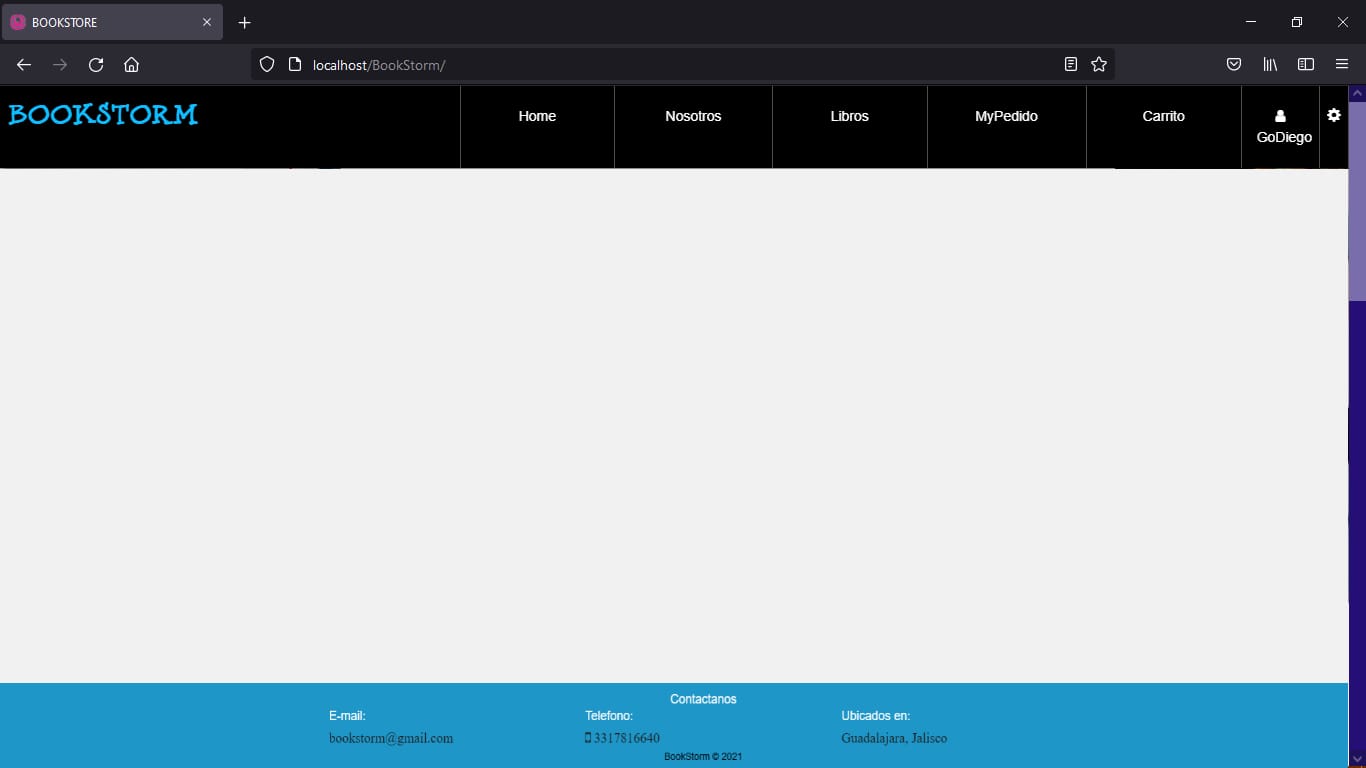 BOOKSTORE
localhost/BookStorm/
BOOKSTORM
Home
Nosotros
Libros
MyPedido
Carrito
GoDiego
Contactanos
E-mail:
Telefono:
Ubicados en:
bookstorm@gmail.com
3317816640
Guadalajara, Jalisco
BookStorm © 2021